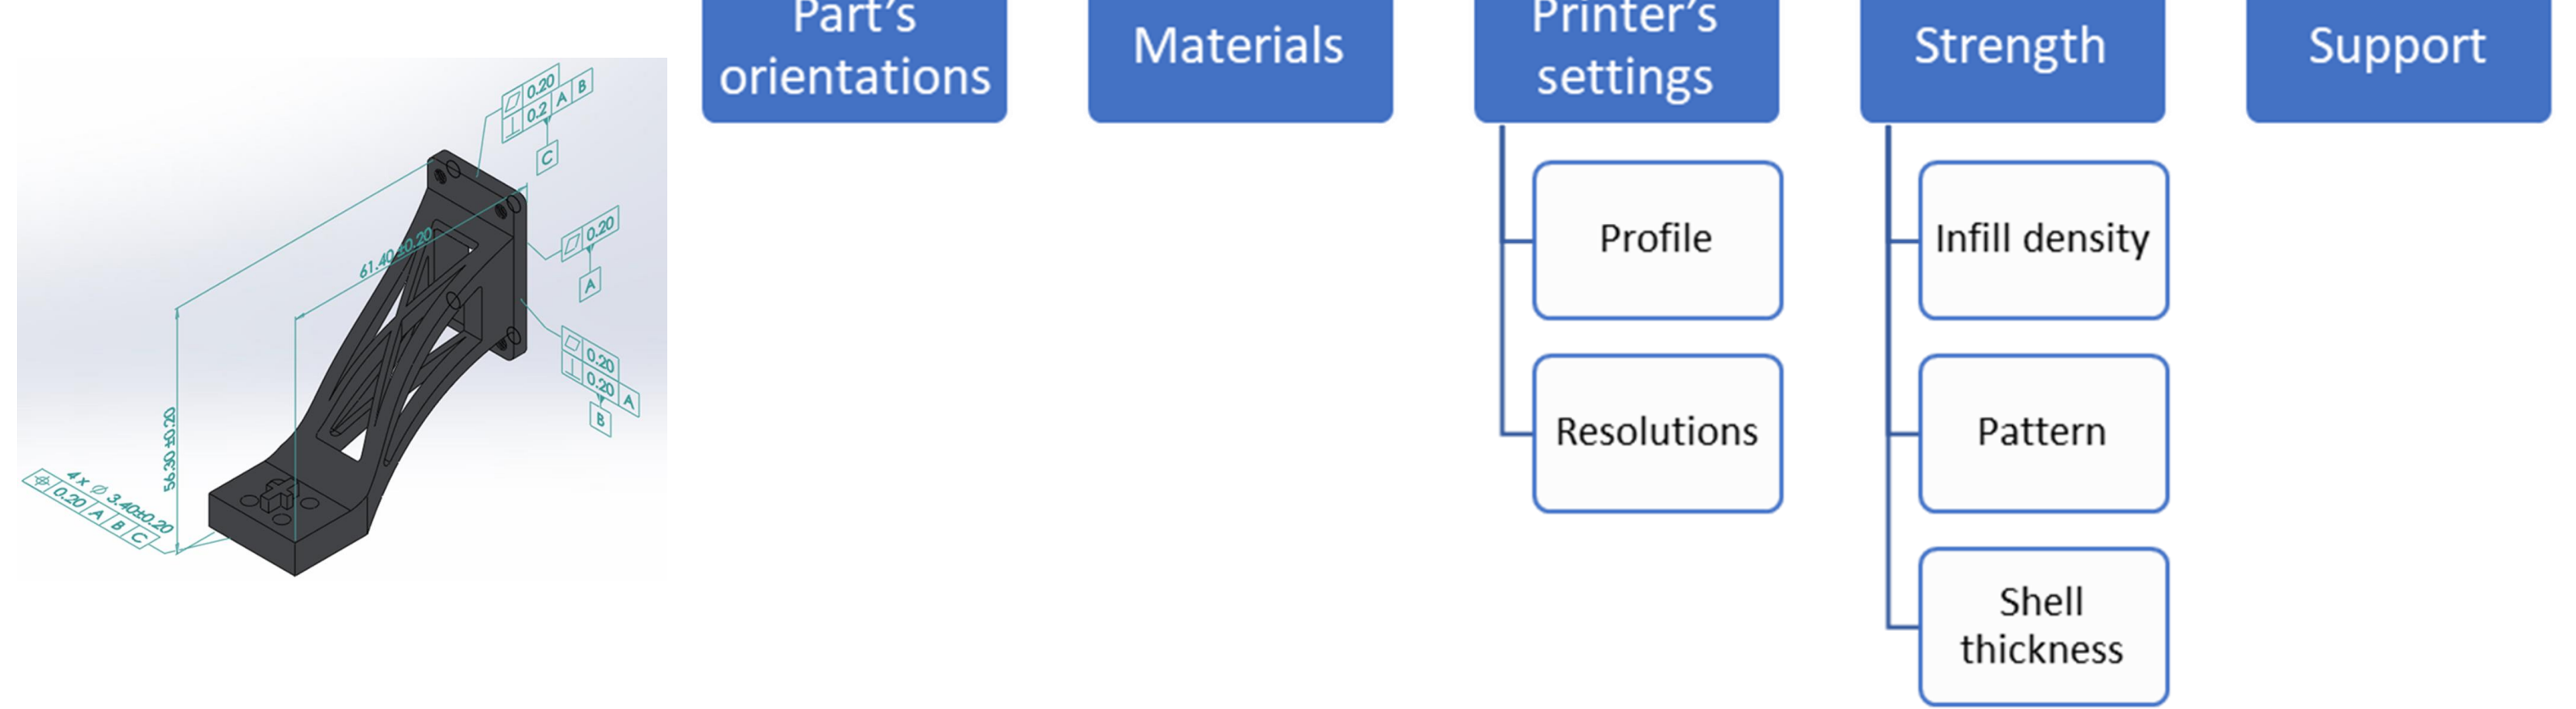 Part's
orientations
Materials
Printer's
settings
Strength
Support
Profile
Resolutions
Infill density
Pattern
Shell
thickness
⏥ 0.20
⊥ 0.2 A B
C
⏥ 0.20
A
61.40±0.20
⏥ 0.20
⊥ 0.20 A
B
56.30 ±0.20
4x ⌀ 3.40±0.20
⌖ 0.20 A B C